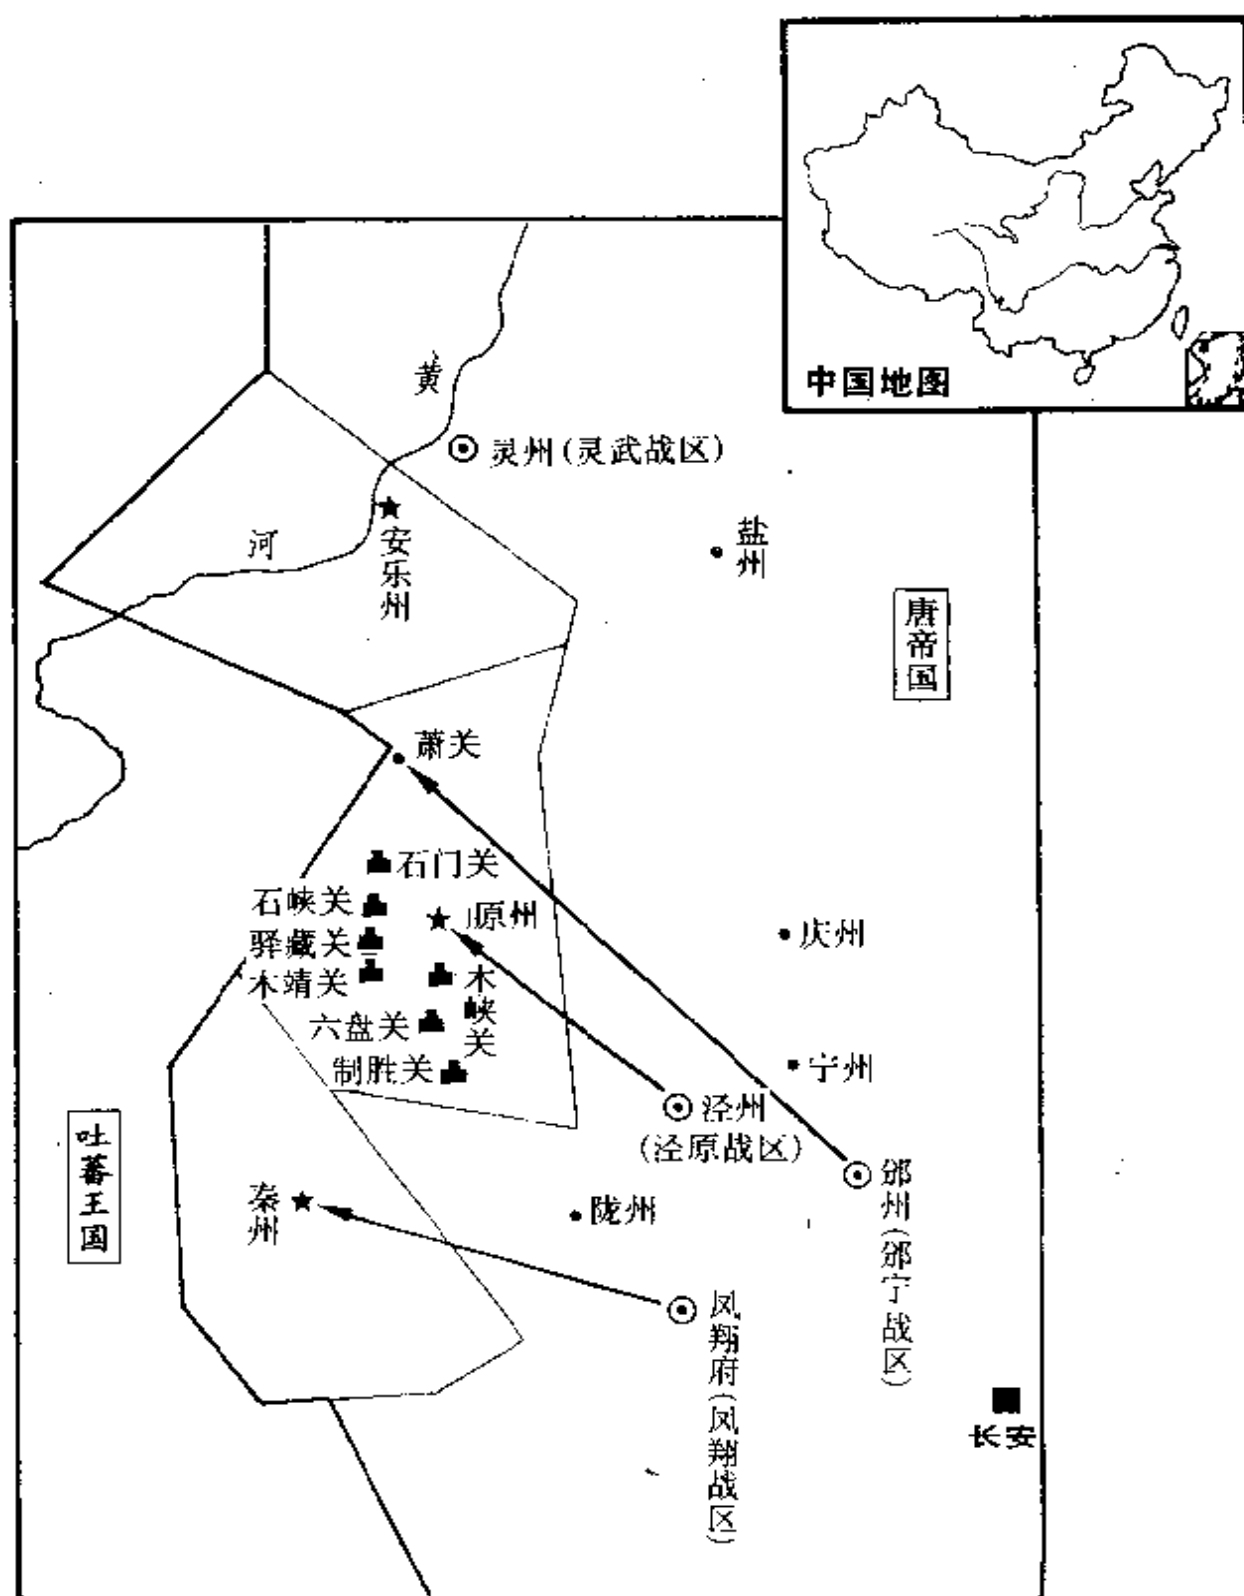 中国地图
黄
河
灵州(灵武战区)
安乐州
盐州
唐帝国
萧关
石门关
石峡关
原州
驿藏关
木靖关
木峡关
六盘关
制胜关
庆州
宁州
泾州
(泾原战区)
邠州(邠宁战区)
吐蕃王国
秦州
陇州
凤翔府(凤翔战区)
长安